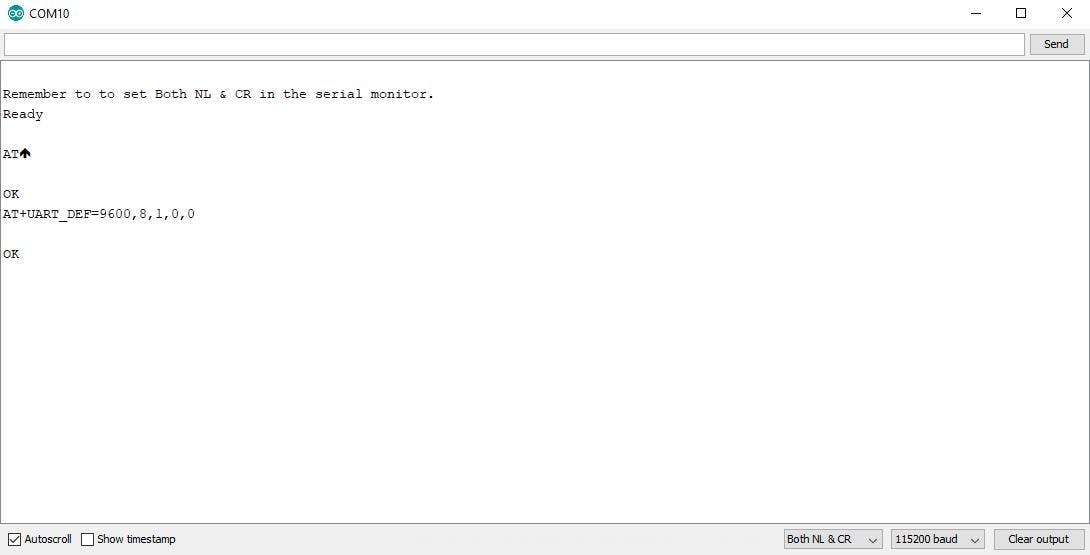 COM10
Send
Remember to to set Both NL & CR in the serial monitor.
Ready
AT🡅
OK
AT+UART_DEF=9600,8,1,0,0
OK
Autoscroll Show timestamp Both NL & CR 115200 baud Clear output